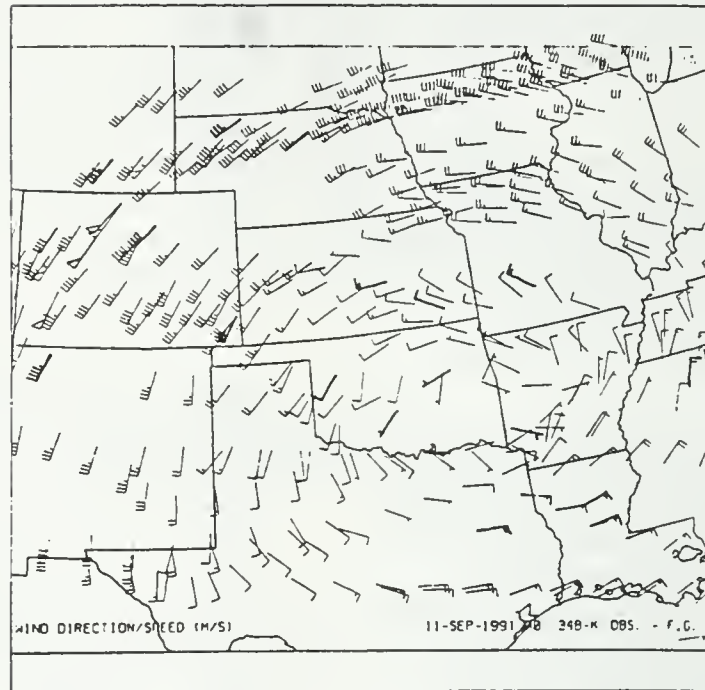 WIND DIRECTION/SPEED (M/S) 11-SEP-1991 348-K OBS. - F.G.